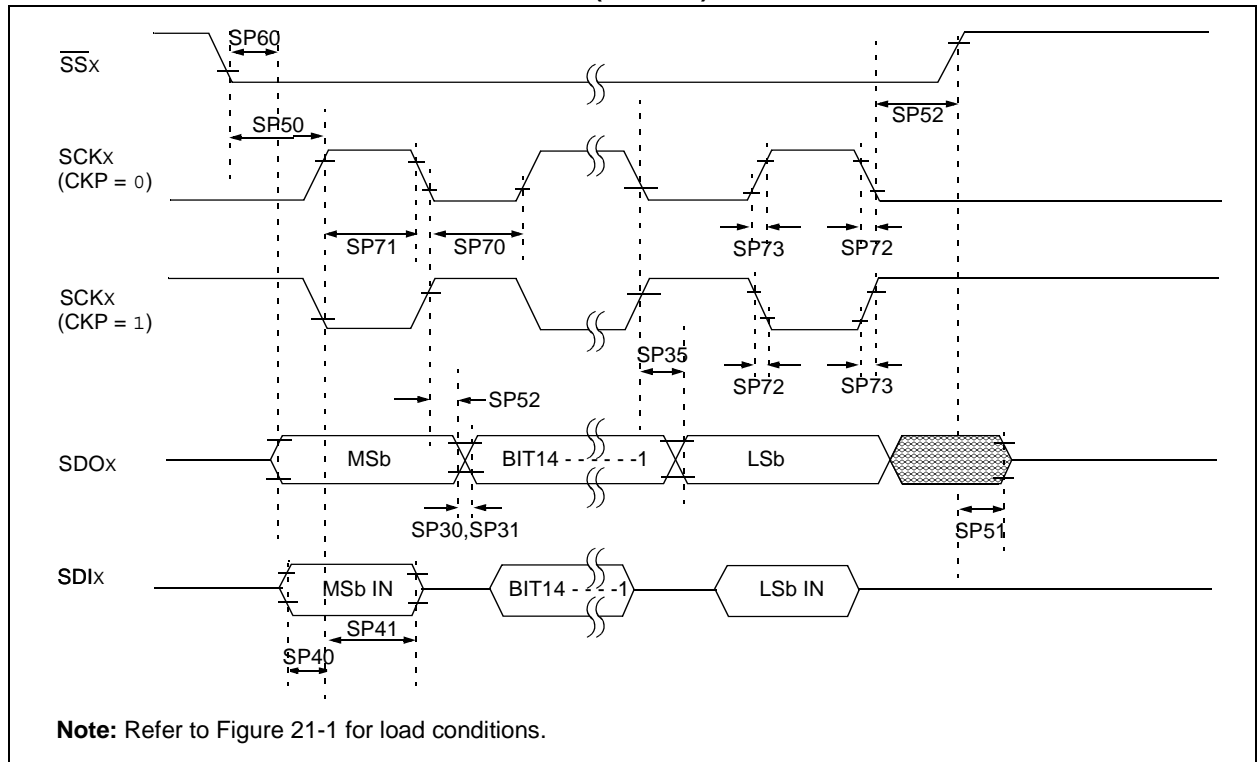 SP60
SSX
SP52
SP50
SCKX
(CKP = 0)
SP71
SP70
SP73
SP72
SCKX
(CKP = 1)
SP35
SP72
SP73
SP52
SDOX
MSb
BIT14 - - - - - -1
LSb
SP30,SP31
SP51
SDIX
MSb IN
BIT14 - - - -1
LSb IN
SP41
SP40
Note: Refer to Figure 21-1 for load conditions.